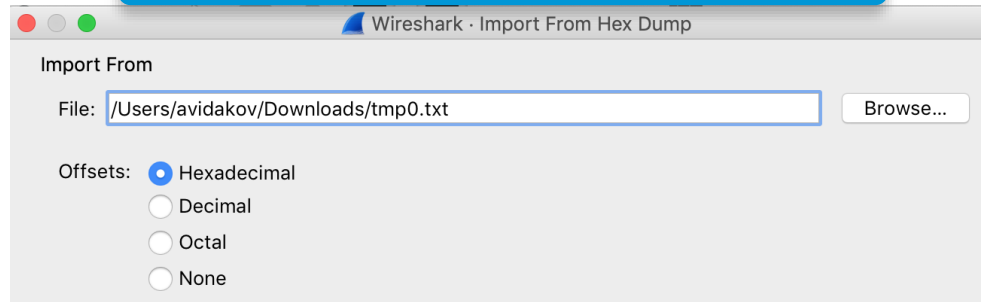 Wireshark · Import From Hex Dump
Import From
File: /Users/avidakov/Downloads/tmp0.txt Browse...
Offsets: Hexadecimal
Decimal
Octal
None